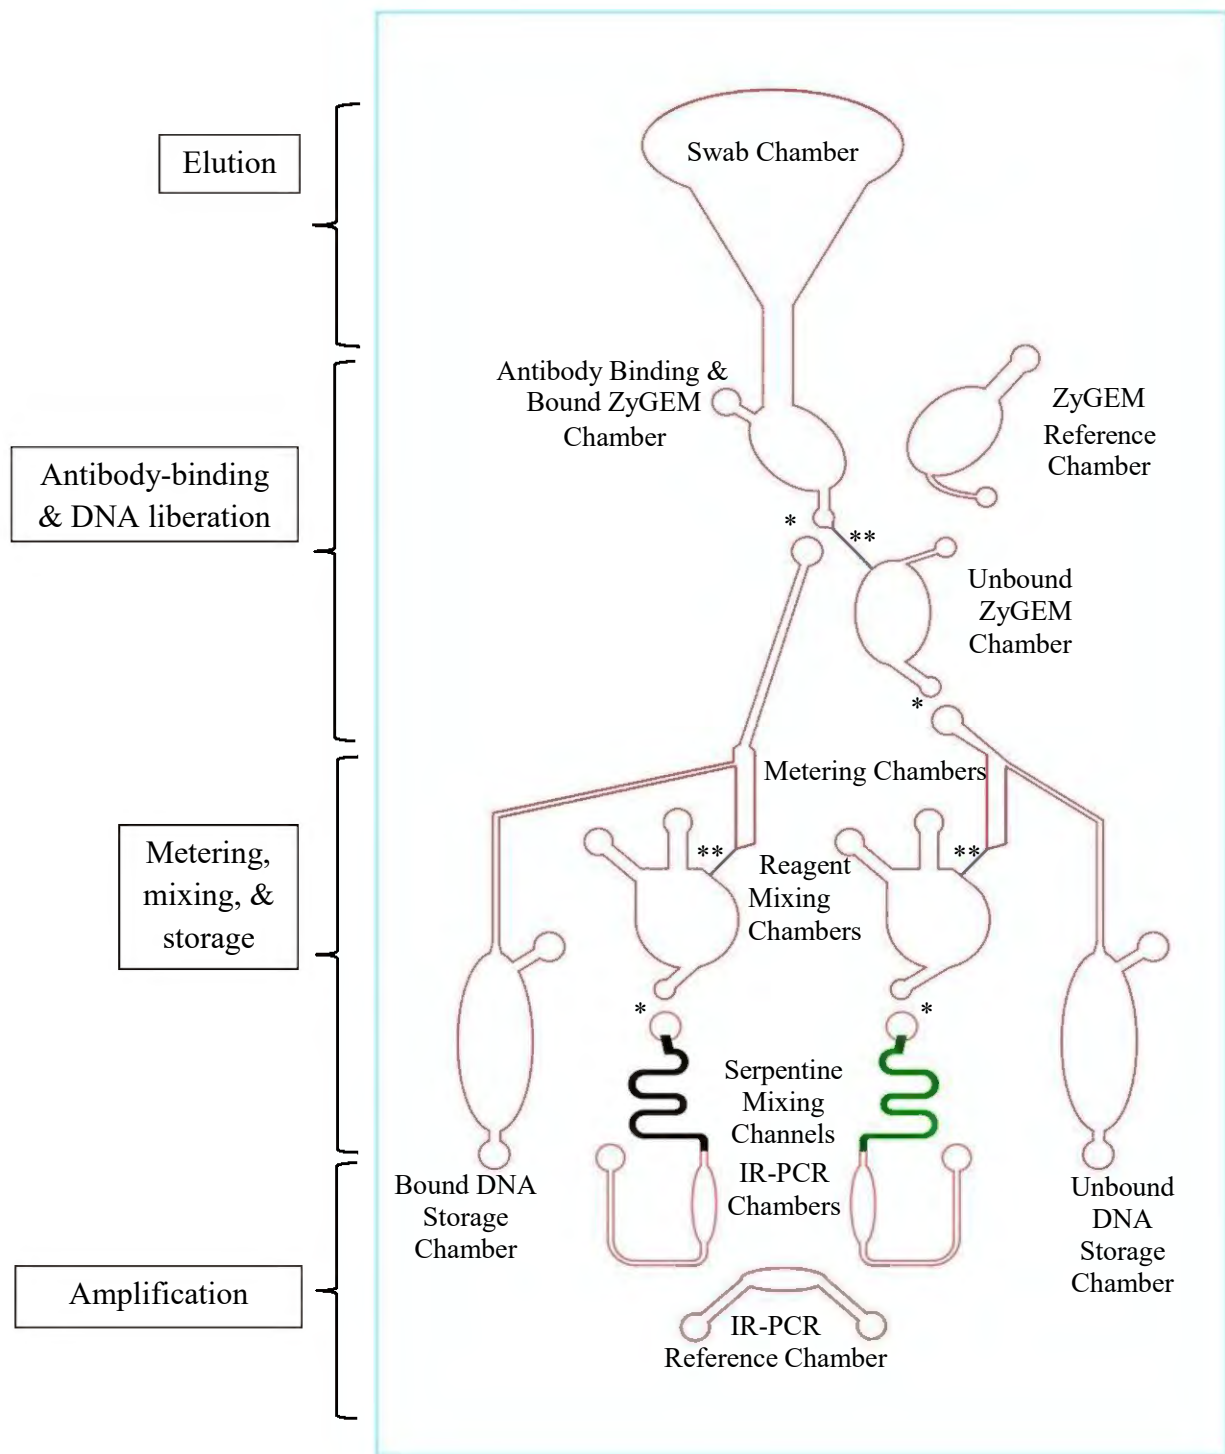 Elution
Swab Chamber
Antibody Binding &
Bound ZyGEM
Chamber
ZyGEM
Reference
Chamber
Antibody-binding
& DNA liberation
*
**
Unbound
ZyGEM
Chamber
*
Metering Chambers
Metering,
mixing, &
storage
**
**
Reagent
Mixing
Chambers
*
*
Serpentine
Mixing
Channels
IR-PCR
Chambers
Bound DNA
Storage
Chamber
Unbound
DNA
Storage
Chamber
Amplification
IR-PCR
Reference Chamber